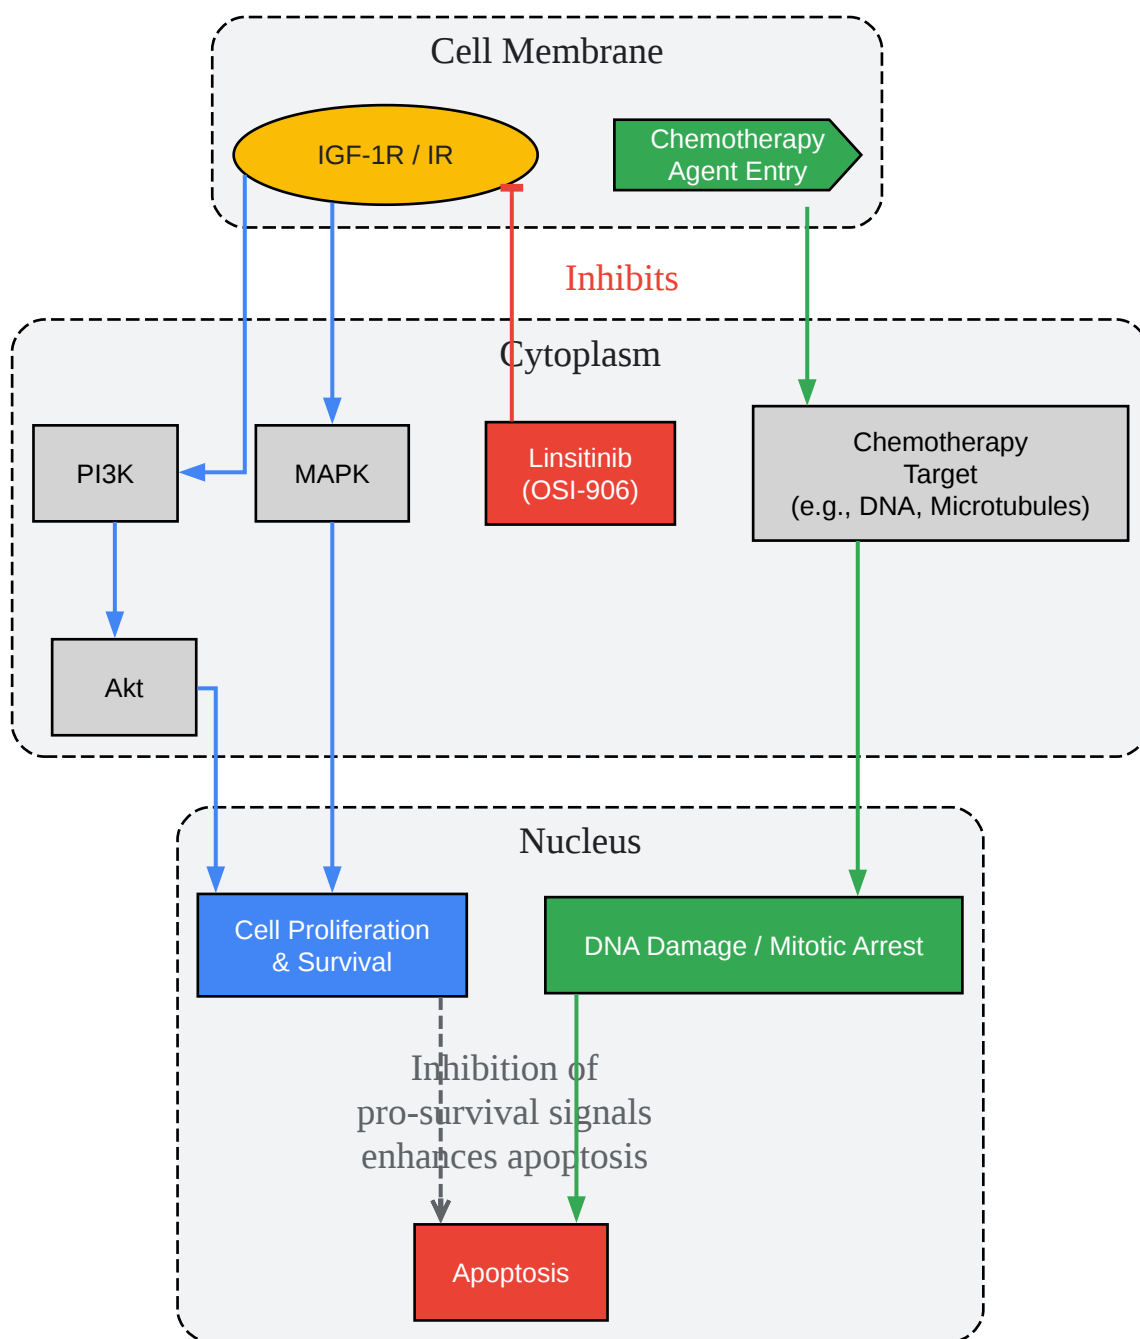 Cell Membrane
IGF-1R / IR
Chemotherapy
Agent Entry
Inhibits
Cytoplasm
PI3K
MAPK
Linsitinib
(OSI-906)
Chemotherapy
Target
(e.g., DNA, Microtubules)
Akt
Nucleus
Cell Proliferation
& Survival
DNA Damage / Mitotic Arrest
Inhibition of
pro-survival signals
enhances apoptosis
Apoptosis